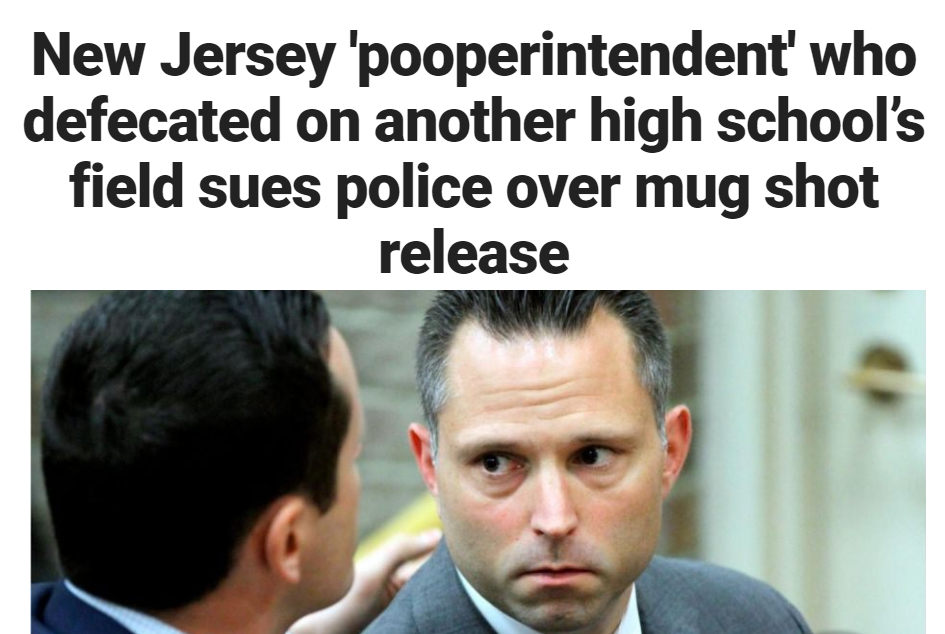 New Jersey 'pooperintendent' who
defecated on another high school’s
field sues police over mug shot
release